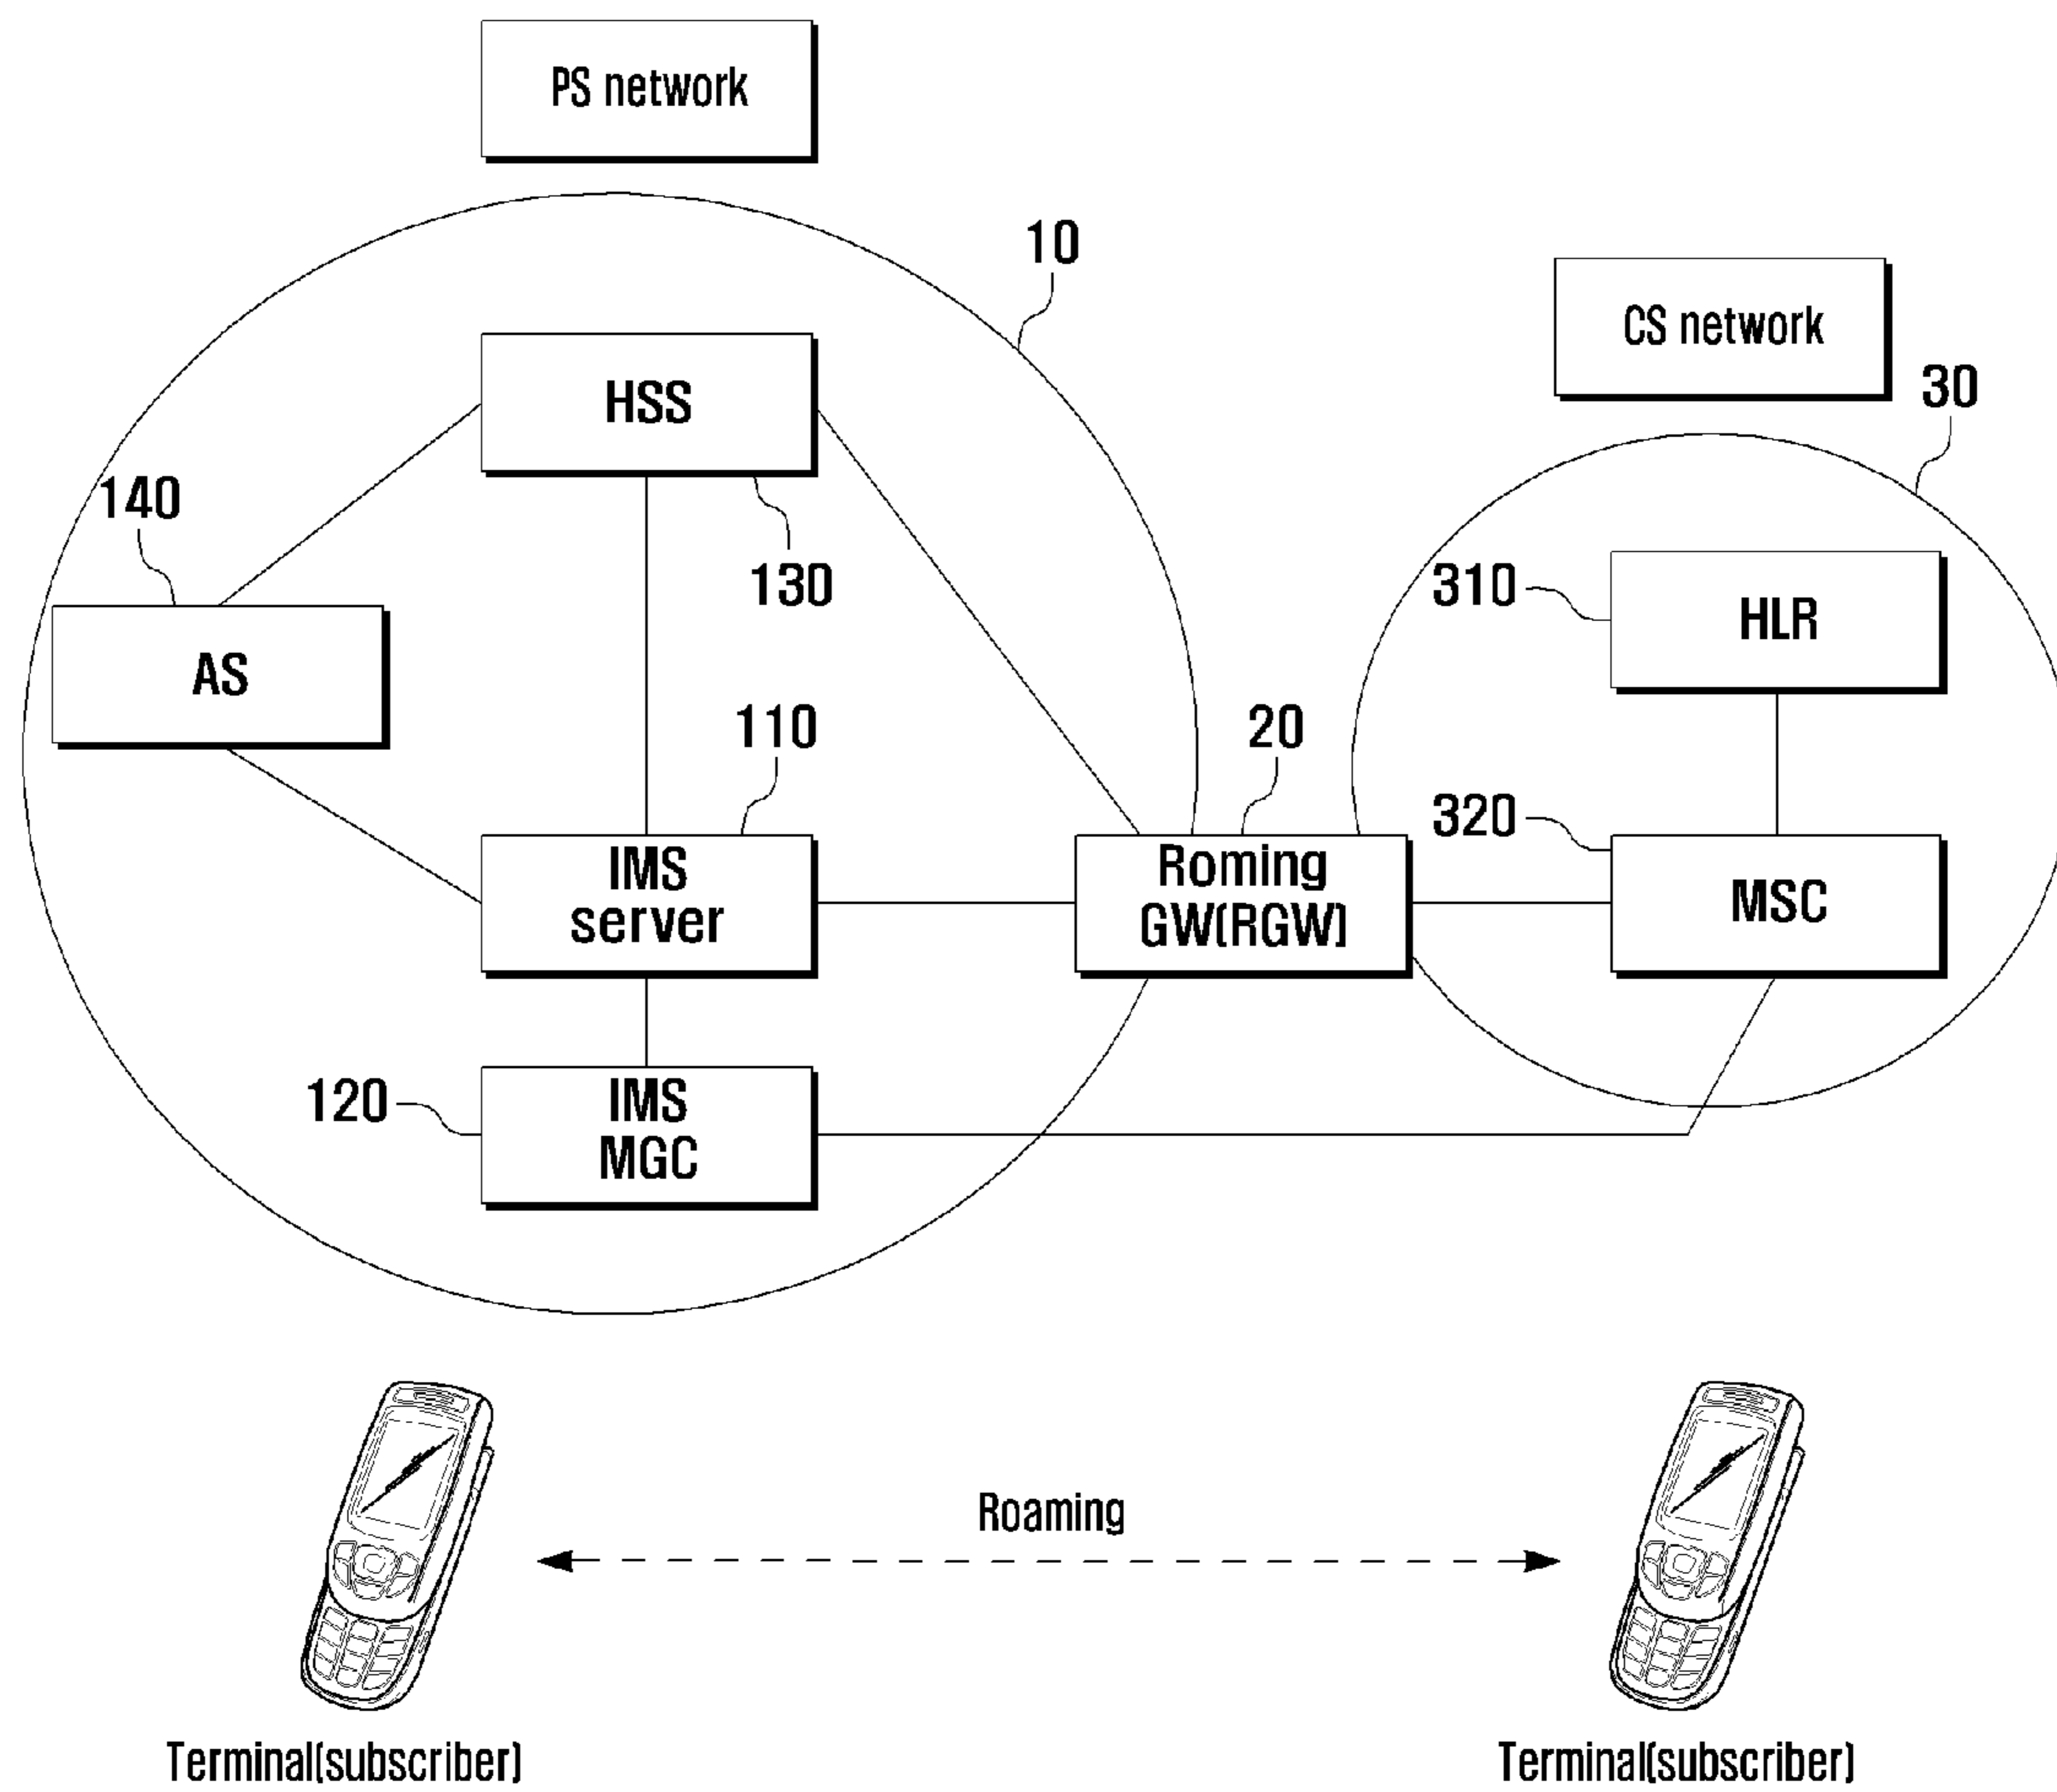 PS network
10
CS network
30
HSS
130
140
AS
310
HLR
110
20
320
IMS
server
Roming
GW(RGW)
MSC
120
IMS
MGC
Roaming
Terminal(subscriber)
Terminal(subscriber)